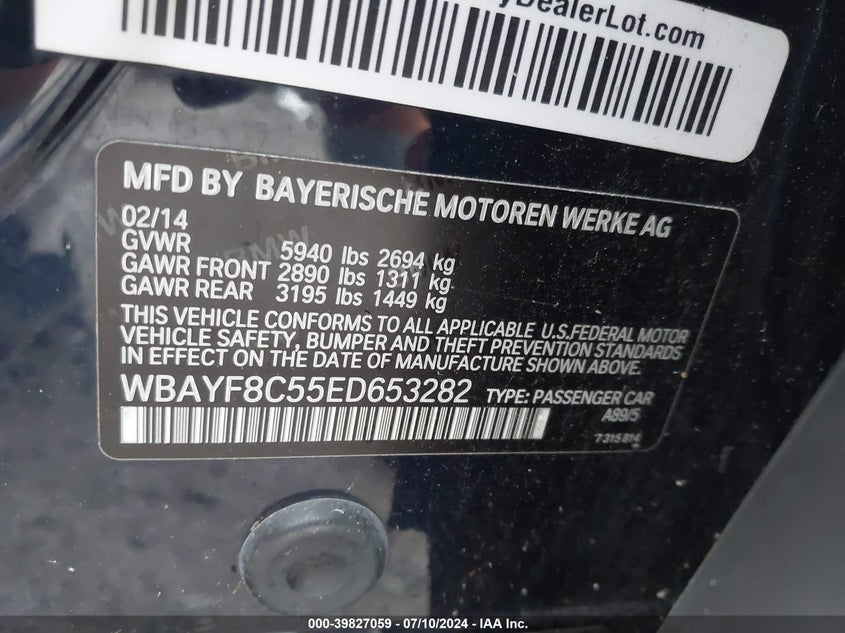 yDealerLot.com
MFD BY BAYERISCHE MOTOREN WERKE AG
02/14
GVWR 5940 lbs 2694 kg
GAWR FRONT 2890 lbs 1311 kg
GAWR REAR 3195 lbs 1449 kg
THIS VEHICLE CONFORMS TO ALL APPLICABLE U.S.FEDERAL MOTOR
VEHICLE SAFETY, BUMPER AND THEFT PREVENTION STANDARDS
IN EFFECT ON THE DATE OF MANUFACTURE SHOWN ABOVE.
WBAYF8C55ED653282 TYPE: PASSENGER CAR
A89/5
7315814
000-39827059 - 07/10/2024 - IAA Inc.